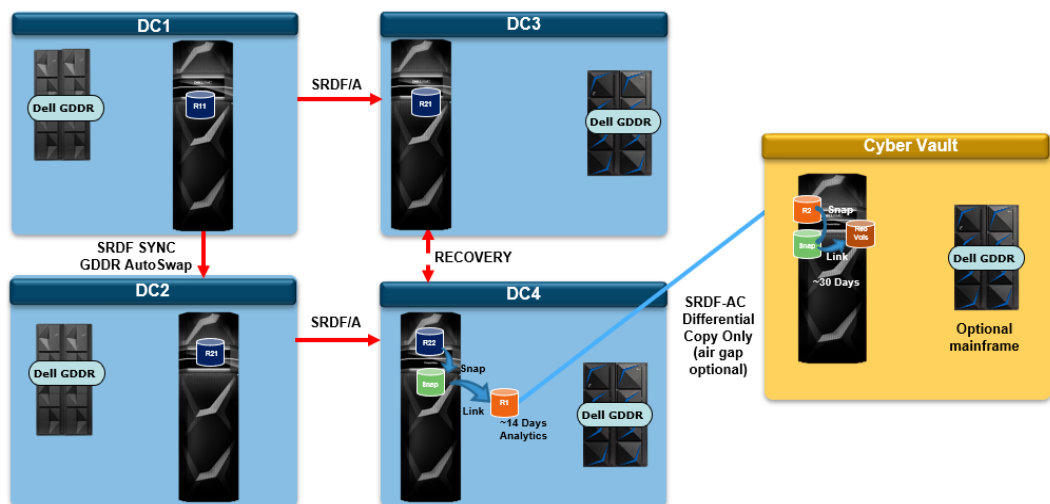 DC1
Dell GDDR
R11
SRDF/A
DC3
R21
Dell GDDR
SRDF SYNC
GDDR AutoSwap
RECOVERY
DC2
Dell GDDR
R21
SRDF/A
DC4
R22
Snap
Snap
Link
R1
~14 Days
Analytics
Dell GDDR
SRDF-AC
Differential
Copy Only
(air gap
optional)
Cyber Vault
R2
Snap
Snap
Vols
Link
~30 Days
Dell GDDR
Optional
mainframe